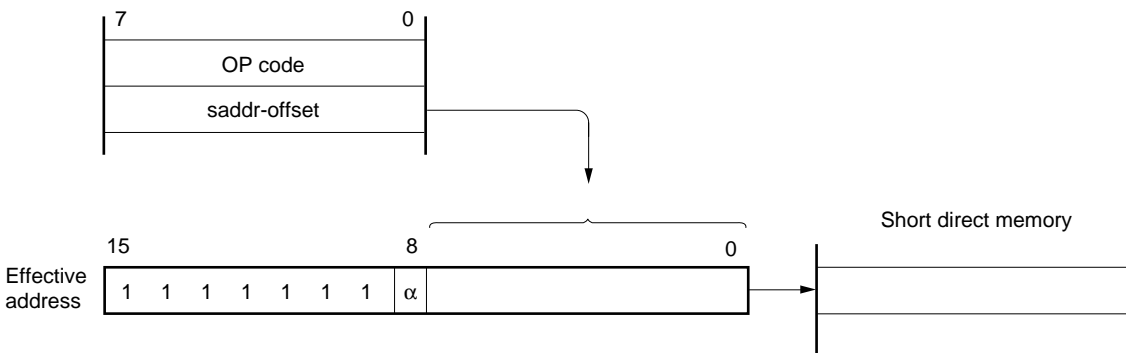 7 0
OP code
saddr-offset
Short direct memory
15 8 0
Effective
address
1 1 1 1 1 1 1 α